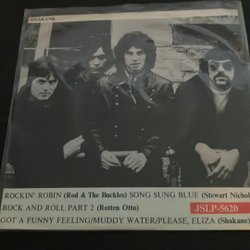 SHAKANE
ROCKIN' ROBIN (Rod & The Buckles) SONG SUNG BLUE (Stewart Nichol
ROCK AND ROLL PART 2 (Rotten Otto) JSLP-5620
GOT A FUNNY FEELING/MUDDY WATER/PLEASE, ELIZA (Shakane)